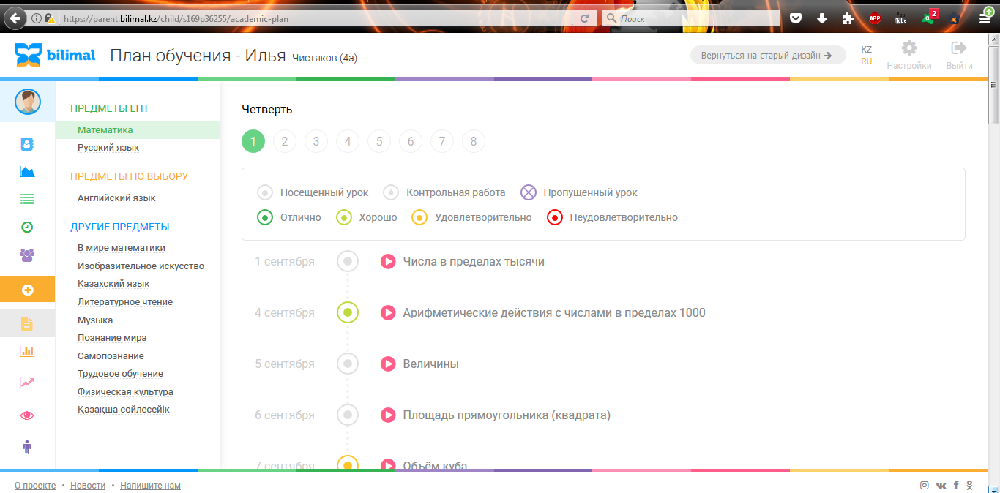 https://parent.bilimal.kz/child/s169p36255/academic-plan
Поиск
ABP
You Tube
2
bilimal
План обучения - Илья Чистяков (4а)
Вернуться на старый дизайн
KZ
RU
Настройки
Выйти
ПРЕДМЕТЫ ЕНТ
Математика
Русский язык
ПРЕДМЕТЫ ПО ВЫБОРУ
Английский язык
ДРУГИЕ ПРЕДМЕТЫ
В мире математики
Изобразительное искусство
Казахский язык
Литературное чтение
Музыка
Познание мира
Самопознание
Трудовое обучение
Физическая культура
Қазақша сөйлесейік
Четверть
1 2 3 4 5 6 7 8
Посещенный урок Контрольная работа Пропущенный урок
Отлично Хорошо Удовлетворительно Неудовлетворительно
1 сентября Числа в пределах тысячи
4 сентября Арифметические действия с числами в пределах 1000
5 сентября Величины
6 сентября Площадь прямоугольника (квадрата)
7 сентября Объём куба
О проекте • Новости • Напишите нам